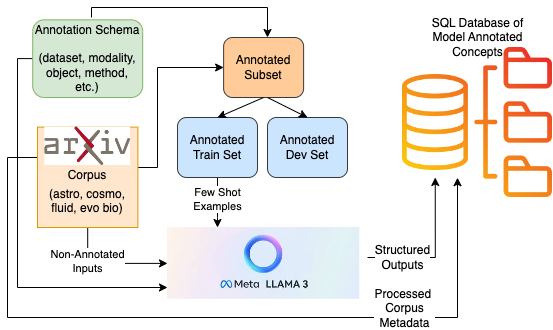 Annotation Schema
(dataset, modality,
object, method,
etc.)
Annotated
Subset
SQL Database of
Model Annotated
Concepts
arXiv
Corpus
(astro, cosmo,
fluid, evo bio)
Annotated
Train Set
Annotated
Dev Set
Few Shot
Examples
Non-Annotated
Inputs
Meta LLAMA 3
Structured
Outputs
Processed
Corpus
Metadata